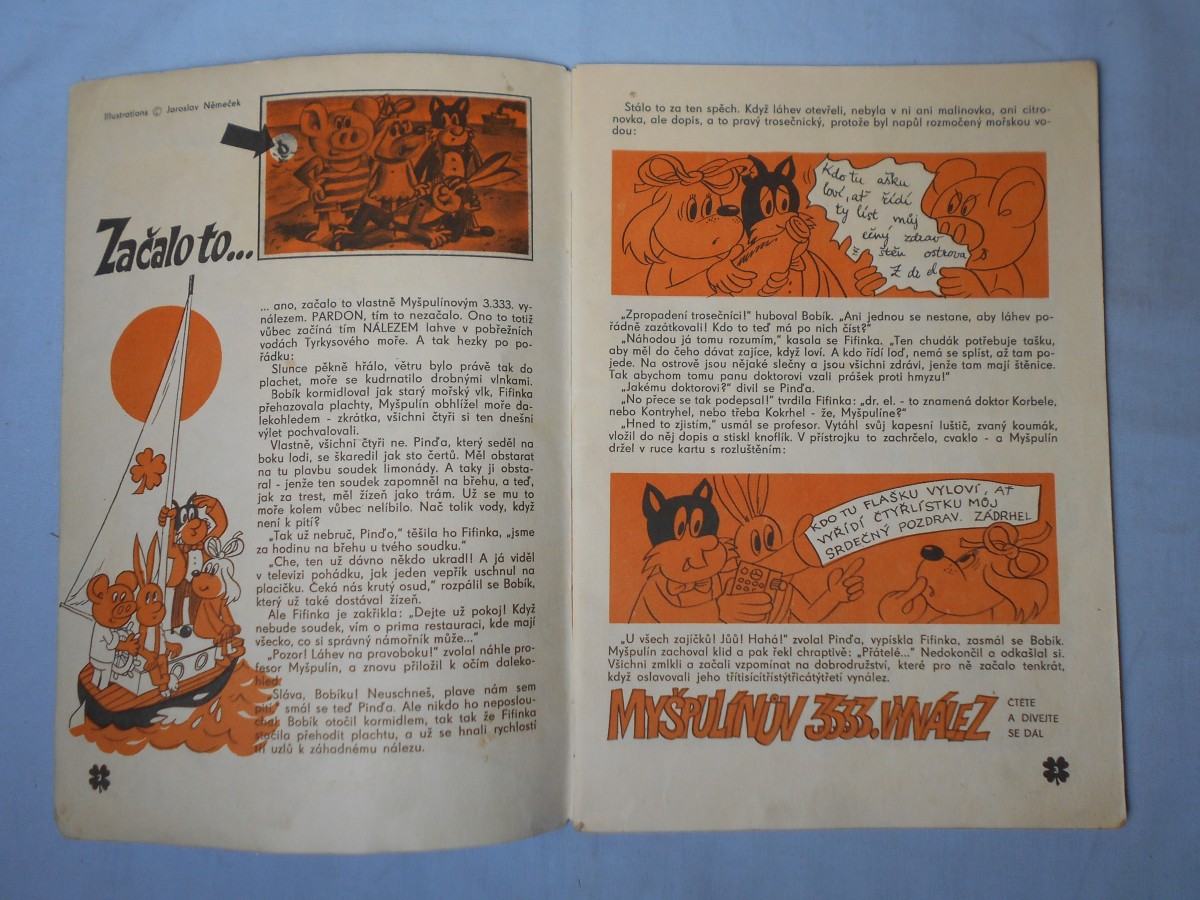 Illustrations © Jaroslav Němeček
Začalo to...
... ano, začalo to vlastně Myšpulínovým 3.333. vy-
nálezem. PARDON, tím to nezačalo. Ono to totiž
vůbec začíná tím NÁLEZEM lahve v pobřežních
vodách Tyrkysového moře. A tak hezky po po-
řádku:
Slunce pěkně hřálo, větru bylo právě tak do
plachet, moře se kudrnatilo drobnými vlnkami.
Bobík kormidloval jak starý mořský vlk, Fifinka
přehazovala plachty, Myšpulín obhlížel moře da-
lekohledem - zkrátka, všichni čtyři si ten dnešní
výlet pochvalovali.
Vlastně, všichni čtyři ne. Pinďa, který seděl na
boku lodi, se škaredil jak sto čertů. Měl obstarat
na tu plavbu soudek limonády. A taky ji obsta-
ral - jenže ten soudek zapomněl na břehu, a teď,
jak za trest, měl žízeň jako trám. Už se mu to
moře kolem vůbec nelíbilo. Nač tolik vody, když
není k pití?
„Tak už nebruč, Pinďo,“ těšila ho Fifinka, „jsme
za hodinu na břehu u tvého soudku.“
„Che, ten už dávno někdo ukradl! A já viděl
v televizi pohádku, jak jeden vepřík uschnul na
placičku. Čeká nás krutý osud,“ rozpálil se Bobík,
který už také dostával žízeň.
Ale Fifinka je zakřikla: „Dejte už pokoj! Když
nebude soudek, vím o prima restauraci, kde mají
všecko, co si správný námořník může...“
„Pozor! Láhev na pravoboku!“ zvolal náhle pro-
fesor Myšpulín, a znovu přiložil k očím daleko-
hled.
„Sláva, Bobíku! Neuschneš, plave nám sem
pití,“ smál se teď Pinďa. Ale nikdo ho neposlou-
chal. Bobík otočil kormidlem, tak tak že Fifinka
stačila přehodit plachtu, a už se hnali rychlostí
tří uzlů k záhadnému nálezu.
Stálo to za ten spěch. Když láhev otevřeli, nebyla v ní ani malinovka, ani citro-
novka, ale dopis, a to pravý trosečnický, protože byl napůl rozmočený mořskou vo-
dou:
Kdo tu ašku
loví, ať řídí
ty líst můj
ečný zdrav
štěn ostrova
Z dr el
„Zpropadení trosečníci!“ huboval Bobík. „Ani jednou se nestane, aby láhev po-
řádně zazátkovali! Kdo to teď má po nich číst?“
„Náhodou já tomu rozumím,“ kasala se Fifinka. „Ten chudák potřebuje tašku,
aby měl do čeho dávat zajíce, když loví. A kdo řídí loď, nemá se splíst, až tam po-
jede. Na ostrově jsou nějaké slečny a jsou všichni zdrávi, jenže tam mají štěnice.
Tak abychom tomu panu doktorovi vzali prášek proti hmyzu!“
„Jakému doktorovi?“ divil se Pinďa.
„No přece se tak podepsal!“ tvrdila Fifinka: „dr. el. - to znamená doktor Korbele,
nebo Kontryhel, nebo třeba Kokrhel - že, Myšpulíne?“
„Hned to zjistím,“ usmál se profesor. Vytáhl svůj kapesní luštič, zvaný koumák,
vložil do něj dopis a stiskl knoflík. V přístrojku to zachrčelo, cvaklo - a Myšpulín
držel v ruce kartu s rozluštěním:
KDO TU FLAŠKU VYLOVÍ, AŤ
VYŘÍDÍ ČTYŘLÍSTKU MŮJ
SRDEČNÝ POZDRAV. ZÁDRHEL
„U všech zajíčků! Jůů! Hahá!“ zvolal Pinďa, vypískla Fifinka, zasmál se Bobík.
Myšpulín zachoval klid a pak řekl chraptivě: „Přátelé...“ Nedokončil a odkašlal si.
Všichni zmlkli a začali vzpomínat na dobrodružství, které pro ně začalo tenkrát,
když oslavovali jeho třítisícítřístýtřicátýtřetí vynález.
MYŠPULÍNŮV 3333. VYNÁLEZ
ČTĚTE
A DÍVEJTE
SE DÁL
3